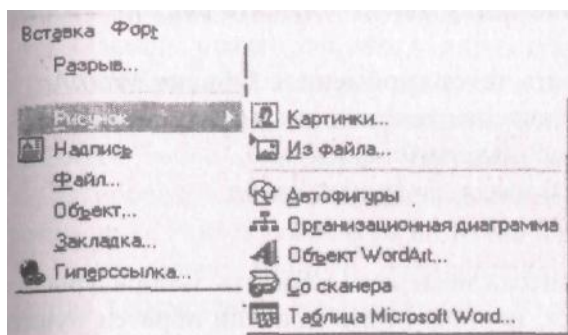 Вставка Фор
Разрыв...
Рисунок
Надпись
Файл...
Объект...
Закладка...
Гиперссылка...
Картинки...
Из файла...
Автофигуры
Организационная диаграмма
Объект WordArt...
Со сканера
Таблица Microsoft Word...